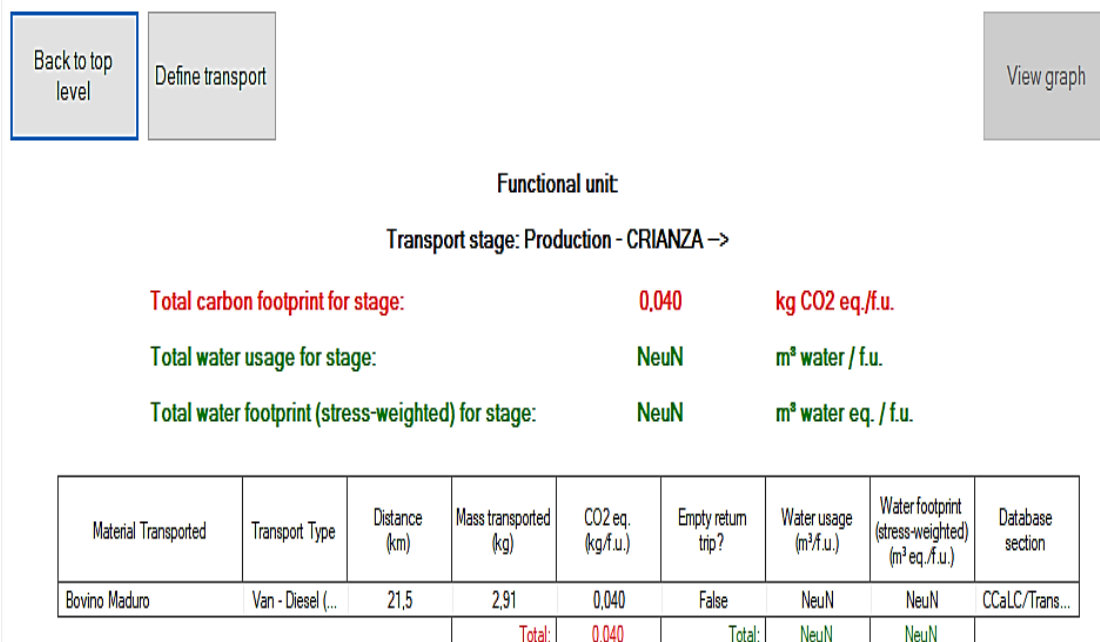 Back to top
level
Define transport
View graph
Functional unit:
Transport stage: Production - CRIANZA -->
Total carbon footprint for stage: 0,040 kg CO2 eq./f.u.
Total water usage for stage: NeuN m³ water / f.u.
Total water footprint (stress-weighted) for stage: NeuN m³ water eq. / f.u.
Material Transported
Transport Type
Distance
(km)
Mass transported
(kg)
CO2 eq.
(kg/f.u.)
Empty return
trip?
Water usage
(m³/f.u.)
Water footprint
(stress-weighted)
(m³ eq./f.u.)
Database
section
Bovino Maduro Van - Diesel (... 21,5 2,91 0,040 False NeuN NeuN CCaLC/Trans...
Total: 0,040 Total: NeuN NeuN